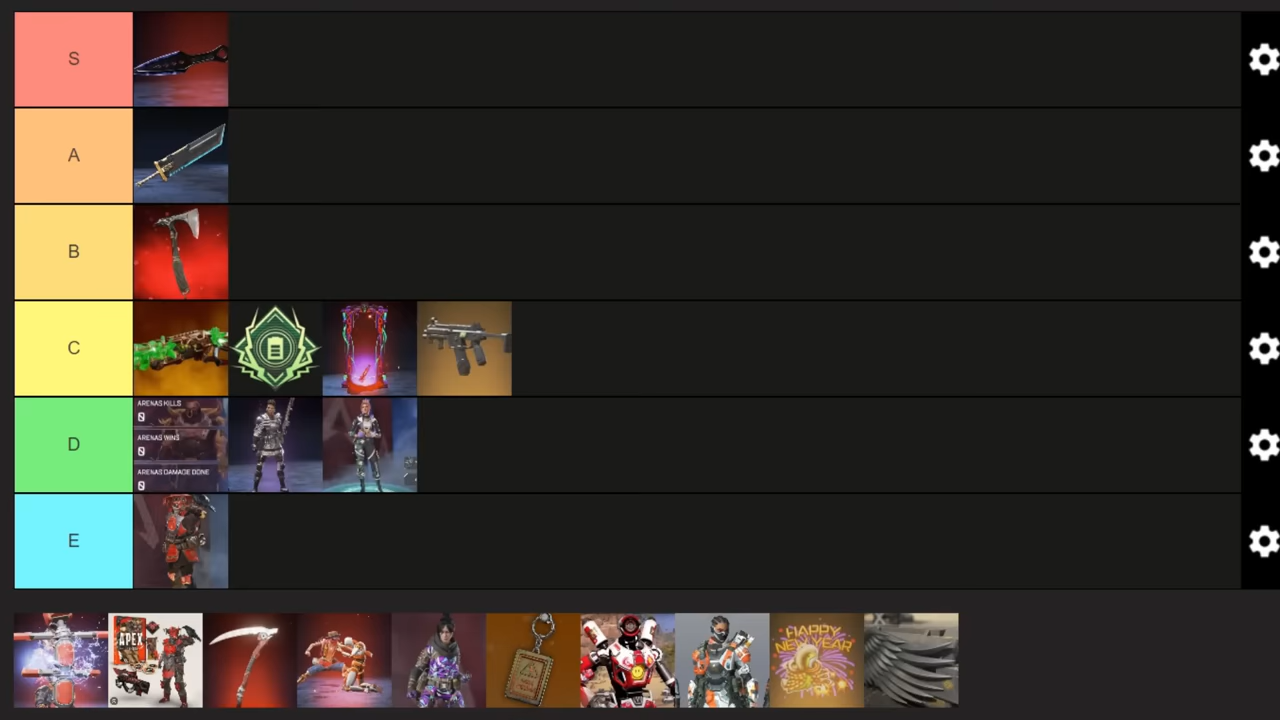 S
A
B
C
D
ARENAS KILLS
0
ARENAS WINS
0
ARENAS DAMAGE DONE
0
E
APEX
HAPPY
NEW YEAR